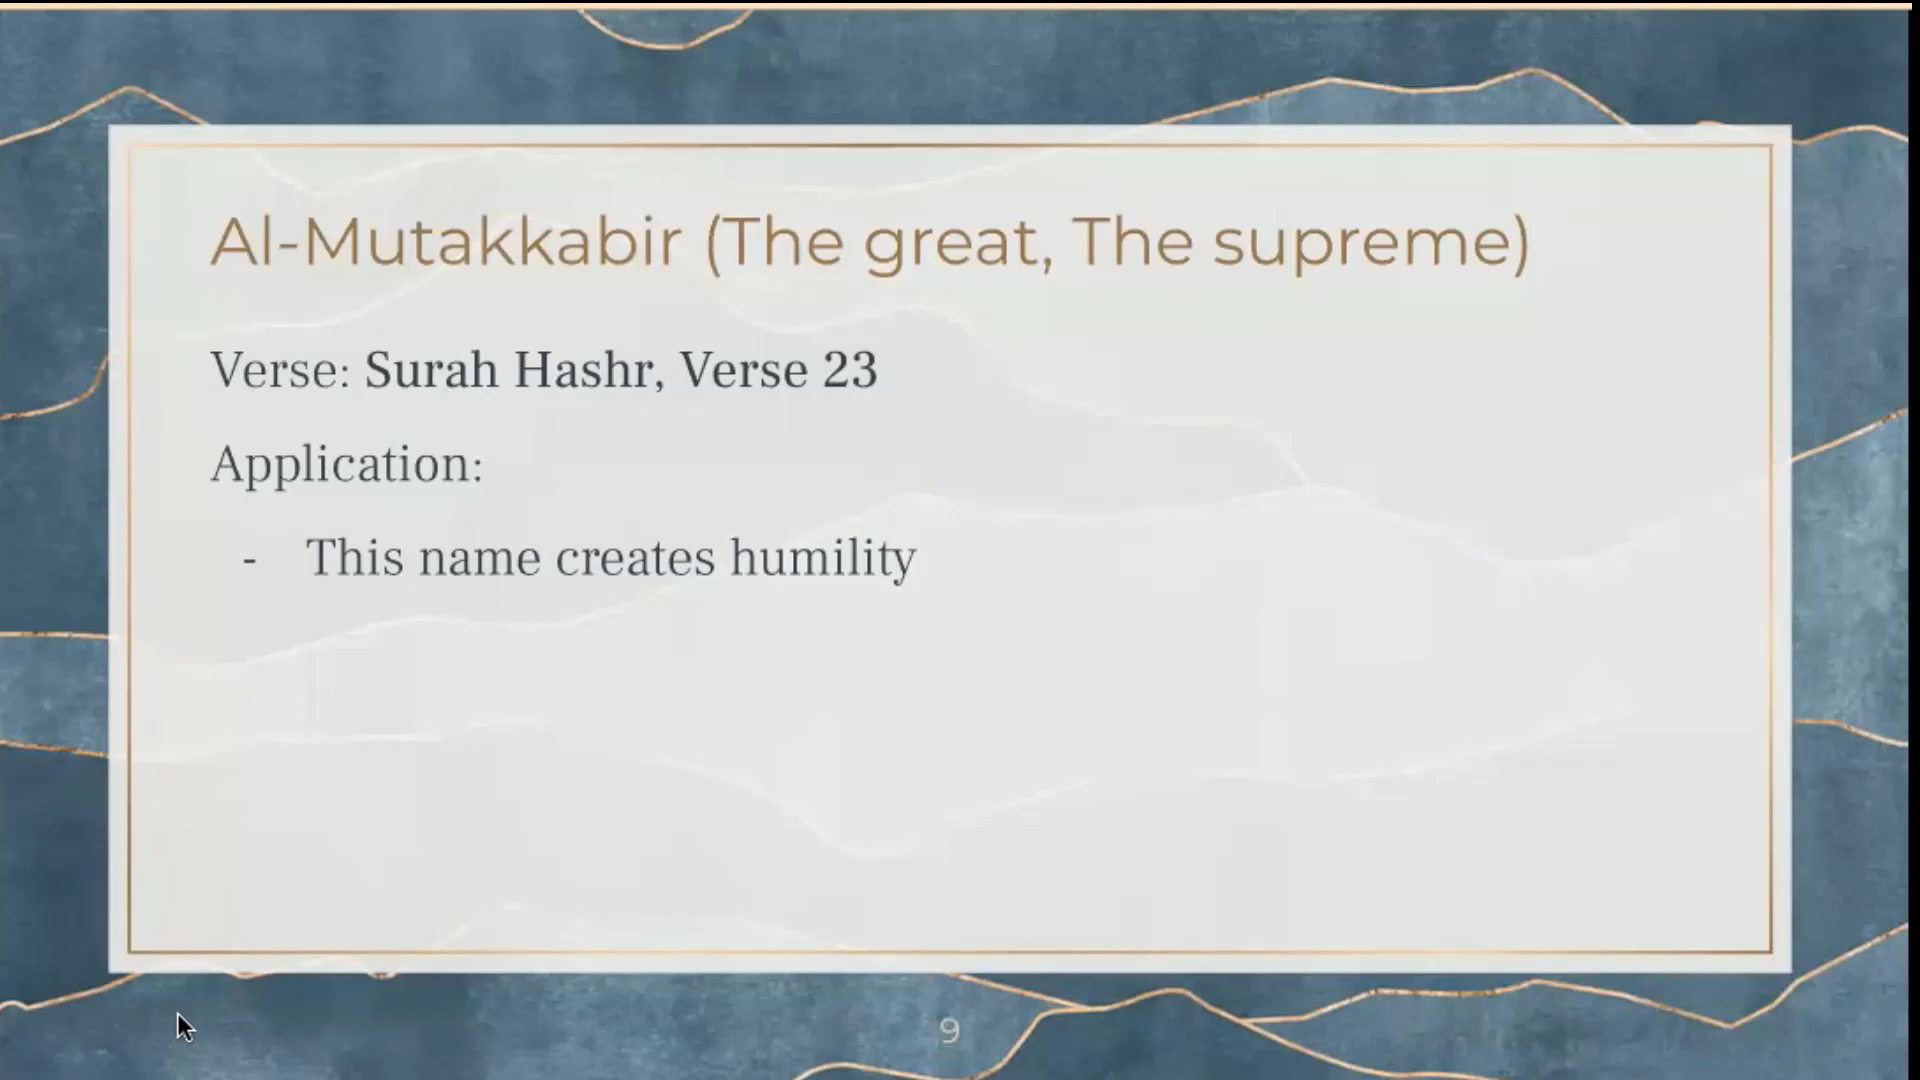 Al-Mutakkabir (The great, The supreme)
Verse: Surah Hashr, Verse 23
Application:
- This name creates humility
9